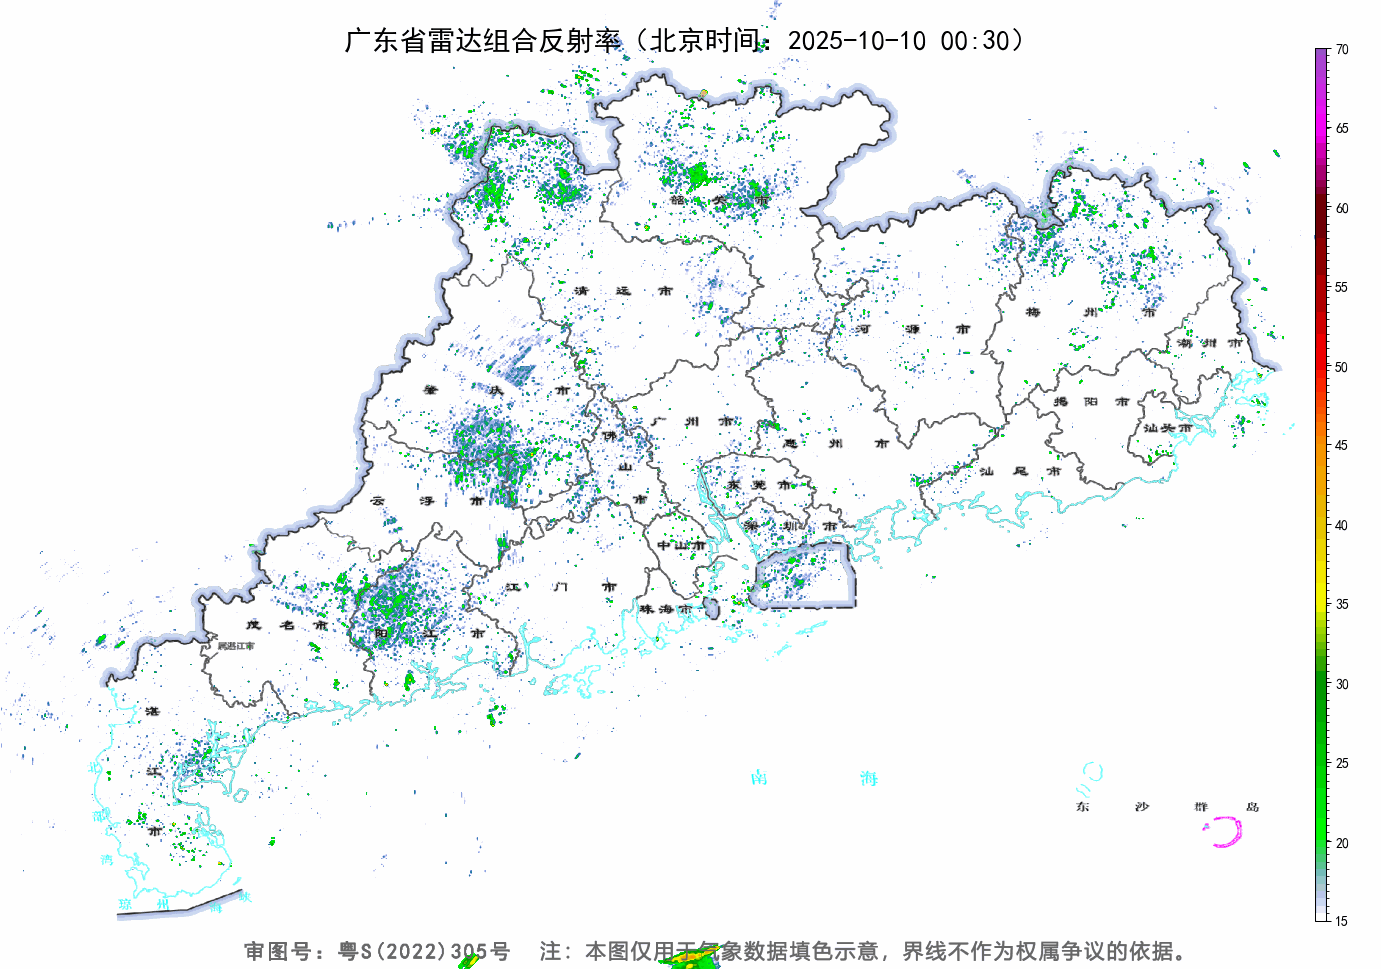 广东省雷达组合反射率（北京时间：2025-10-10 00:30）
70
65
60
55
50
45
40
35
30
25
20
15
韶关市
清远市
河源市
梅州市
潮州市
肇庆市
揭阳市
汕头市
广州市
佛山市
惠州市
汕尾市
云浮市
东莞市
深圳市
中山市
江门市
珠海市
茂名市
阳江市
属湛江市
湛江市
北部湾
琼州海峡
南海
东沙群岛
审图号：粤S(2022)305号 注：本图仅用于气象数据填色示意，界线不作为权属争议的依据。